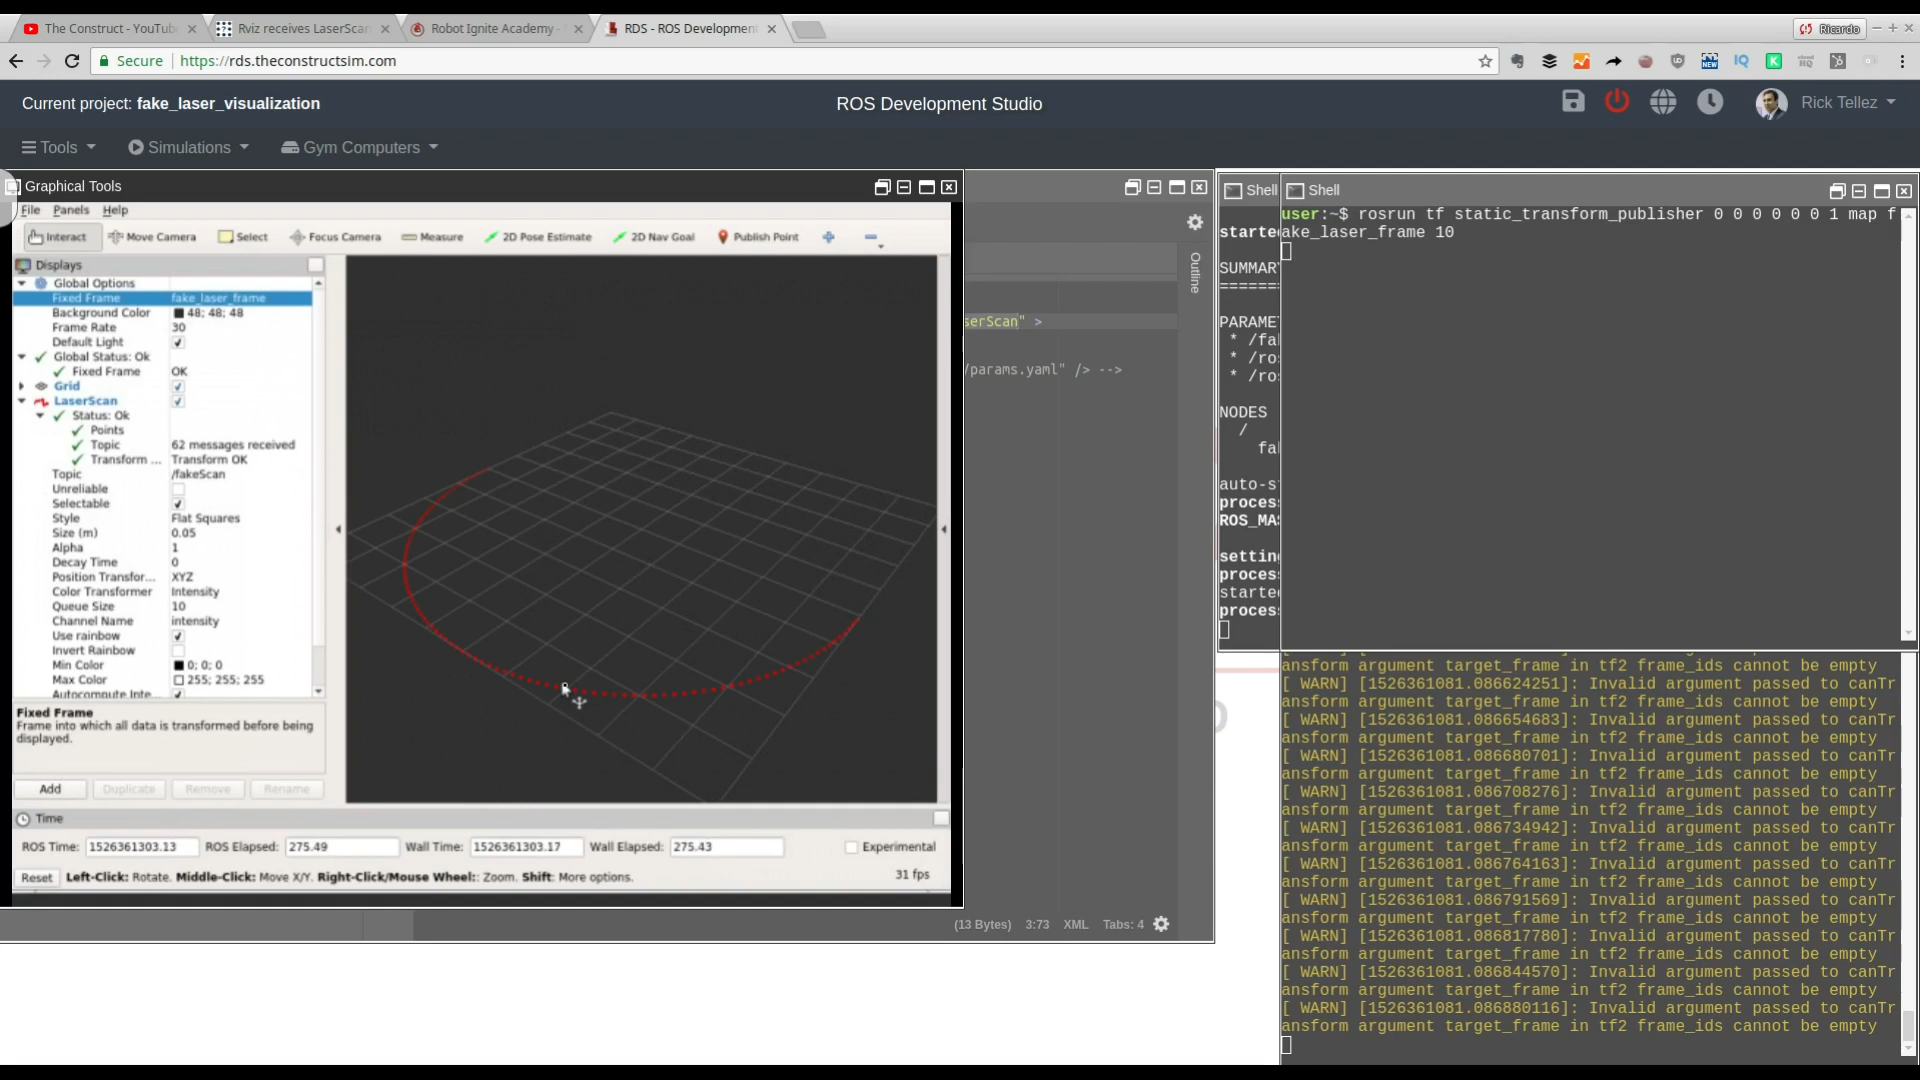 The Construct - YouTub
Rviz receives LaserScan
Robot Ignite Academy -
RDS - ROS Development
Ricardo
Secure
https://rds.theconstructsim.com
Current project: fake_laser_visualization
ROS Development Studio
Rick Tellez
Tools
Simulations
Gym Computers
Graphical Tools
File Panels Help
Interact
Move Camera
Select
Focus Camera
Measure
2D Pose Estimate
2D Nav Goal
Publish Point
Displays
Global Options
Fixed Frame fake_laser_frame
Background Color 48; 48; 48
Frame Rate 30
Default Light
Global Status: Ok
Fixed Frame OK
Grid
LaserScan
Status: Ok
Points
Topic 62 messages received
Transform ... Transform OK
Topic /fakeScan
Unreliable
Selectable
Style Flat Squares
Size (m) 0.05
Alpha 1
Decay Time 0
Position Transfor... XYZ
Color Transformer Intensity
Queue Size 10
Channel Name intensity
Use rainbow
Invert Rainbow
Min Color 0; 0; 0
Max Color 255; 255; 255
Autocompute Inte...
Fixed Frame
Frame into which all data is transformed before being
displayed.
Add Duplicate Remove Rename
Time
ROS Time: 1526361303.13 ROS Elapsed: 275.49 Wall Time: 1526361303.17 Wall Elapsed: 275.43 Experimental
Reset Left-Click: Rotate. Middle-Click: Move X/Y. Right-Click/Mouse Wheel:: Zoom. Shift: More options. 31 fps
Outline
serScan" >
/params.yaml" /> -->
(13 Bytes) 3:73 XML Tabs: 4
Shell
starte
SUMMAR
=======
PARAME
* /fa
* /ro
* /ro
NODES
/
fa
auto-s
proces
ROS_MA
settin
proces
starte
proces
Shell
user:~$ rosrun tf static_transform_publisher 0 0 0 0 0 0 1 map f
ake_laser_frame 10
ansform argument target_frame in tf2 frame_ids cannot be empty
[ WARN] [1526361081.086624251]: Invalid argument passed to canTr
ansform argument target_frame in tf2 frame_ids cannot be empty
[ WARN] [1526361081.086654683]: Invalid argument passed to canTr
ansform argument target_frame in tf2 frame_ids cannot be empty
[ WARN] [1526361081.086680701]: Invalid argument passed to canTr
ansform argument target_frame in tf2 frame_ids cannot be empty
[ WARN] [1526361081.086708276]: Invalid argument passed to canTr
ansform argument target_frame in tf2 frame_ids cannot be empty
[ WARN] [1526361081.086734942]: Invalid argument passed to canTr
ansform argument target_frame in tf2 frame_ids cannot be empty
[ WARN] [1526361081.086764163]: Invalid argument passed to canTr
ansform argument target_frame in tf2 frame_ids cannot be empty
[ WARN] [1526361081.086791569]: Invalid argument passed to canTr
ansform argument target_frame in tf2 frame_ids cannot be empty
[ WARN] [1526361081.086817780]: Invalid argument passed to canTr
ansform argument target_frame in tf2 frame_ids cannot be empty
[ WARN] [1526361081.086844570]: Invalid argument passed to canTr
ansform argument target_frame in tf2 frame_ids cannot be empty
[ WARN] [1526361081.086880116]: Invalid argument passed to canTr
ansform argument target_frame in tf2 frame_ids cannot be empty